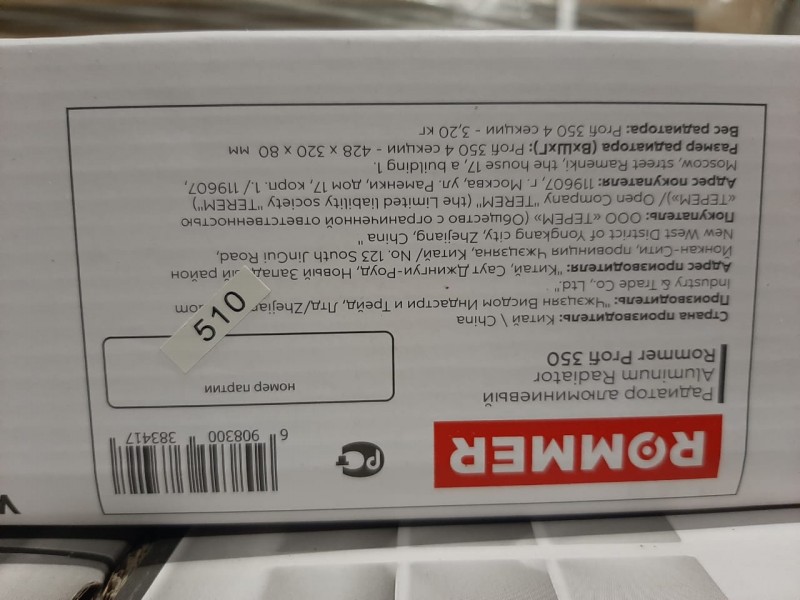 ROMMER
РСТ
6 908300 383417
Радиатор алюминиевый
Aluminum Radiator
Rommer Profi 350
номер партии
510
Страна производитель: Китай \ China
Производитель: "Чжэцзян Висдом Индастри и Трейд, Лтд/Zhejian
Industry & Trade Co., Ltd."
Адрес производителя: "Китай, Саут Джингуи-Роуд, Новый Западный район
Йонкан-Сити, провинция Чжэцзяна, Китай/ No. 123 South JinGui Road,
New West District of Yongkang city, Zhejiang, China "
Покупатель: ООО «ТЕРЕМ» (Общество с ограниченной ответственностью
«ТЕРЕМ»)/ Open Company "TEREM" (the Limited liability society "TEREM")
Адрес покупателя: 119607, г. Москва, ул. Раменки, дом 17, корп. 1./ 119607,
Moscow, street Ramenki, the house 17, a building 1.
Размер радиатора (ВхШхГ): Profi 350 4 секции - 428 x 320 x 80 мм
Вес радиатора: Profi 350 4 секции - 3,20 кг